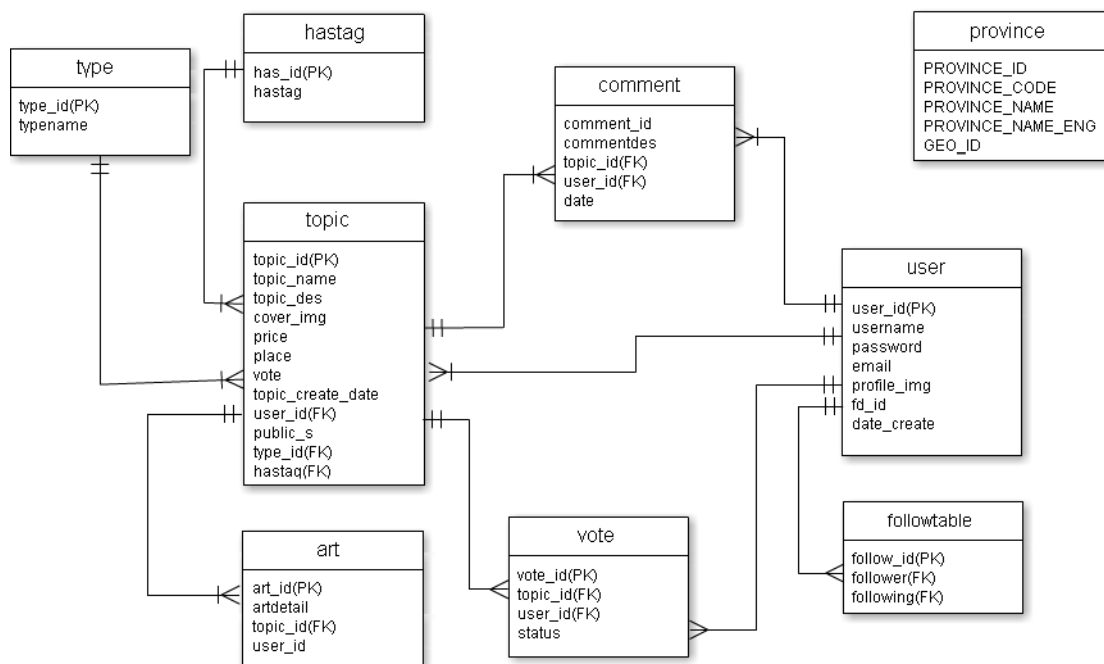 type
type_id(PK)
typename
hastag
has_id(PK)
hastag
comment
comment_id
commentdes
topic_id(FK)
user_id(FK)
date
province
PROVINCE_ID
PROVINCE_CODE
PROVINCE_NAME
PROVINCE_NAME_ENG
GEO_ID
topic
topic_id(PK)
topic_name
topic_des
cover_img
price
place
vote
topic_create_date
user_id(FK)
public_s
type_id(FK)
hastaq(FK)
user
user_id(PK)
username
password
email
profile_img
fd_id
date_create
art
art_id(PK)
artdetail
topic_id(FK)
user_id
vote
vote_id(PK)
topic_id(FK)
user_id(FK)
status
followtable
follow_id(PK)
follower(FK)
following(FK)